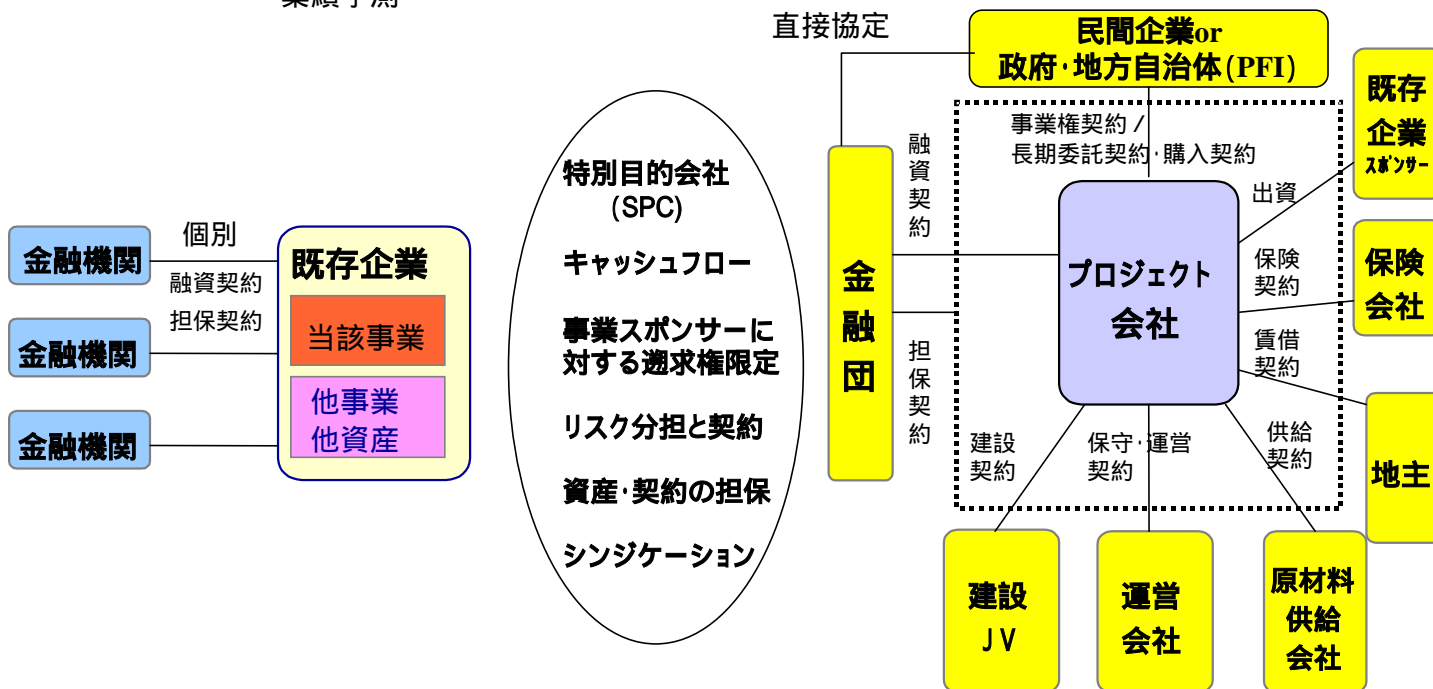 業績予測
金融機関
金融機関
金融機関
個別
融資契約
担保契約
既存企業
当該事業
他事業
他資産
特別目的会社
(SPC)
キャッシュフロー
事業スポンサーに
対する遡求権限定
リスク分担と契約
資産･契約の担保
シンジケーション
直接協定
民間企業or
政府･地方自治体(PFI)
融資契約
担保契約
金融団
事業権契約 /
長期委託契約･購入契約
プロジェクト
会社
出資
保険
契約
賃借
契約
建設
契約
保守･運営
契約
供給
契約
既存
企業
ｽﾎﾟﾝｻｰ
保険
会社
地主
建設
JV
運営
会社
原材料
供給
会社